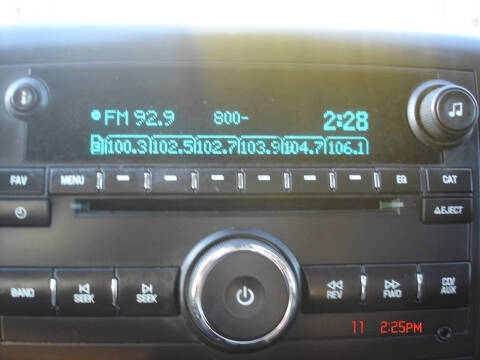 FM 92.9 800- 2:28
100.3 102.5 102.7 103.9 104.7 106.1
FAV MENU EQ CAT
EJECT
BAND SEEK SEEK REV FWD CD/
AUX
11 2:25PM